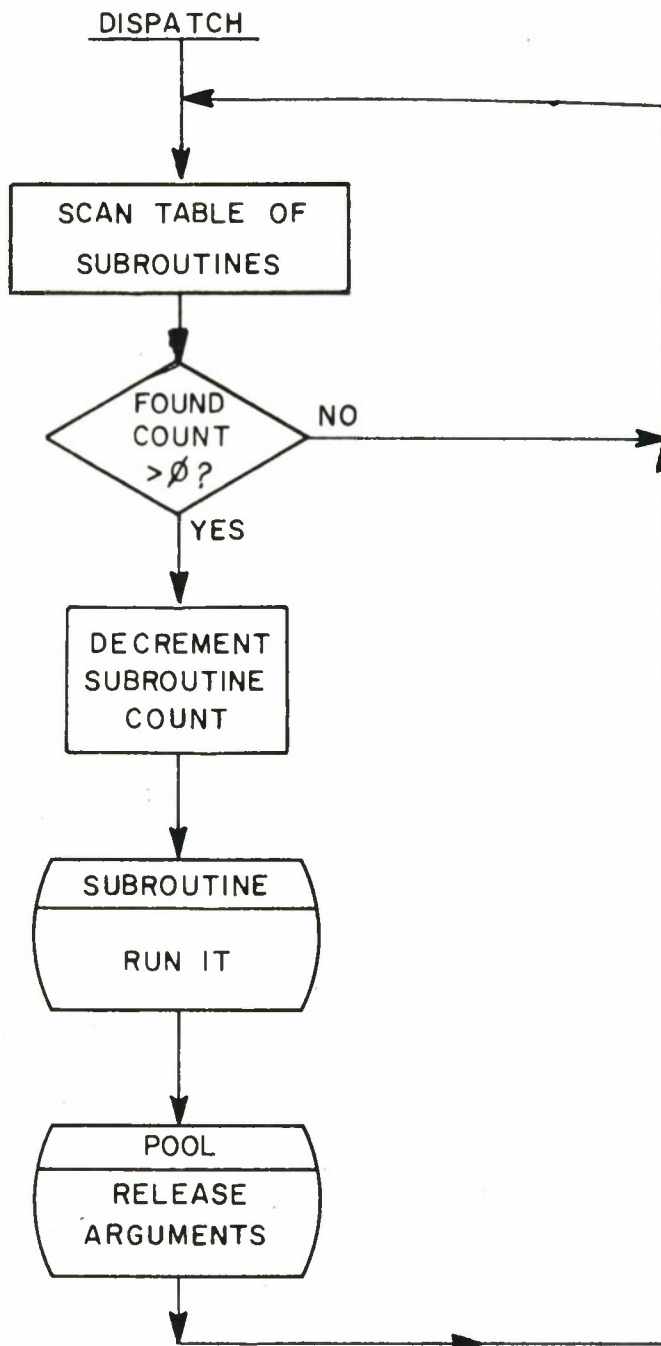 DISPATCH
SCAN TABLE OF
SUBROUTINES
FOUND
COUNT
>Ø?
NO
YES
DECREMENT
SUBROUTINE
COUNT
SUBROUTINE
RUN IT
POOL
RELEASE
ARGUMENTS